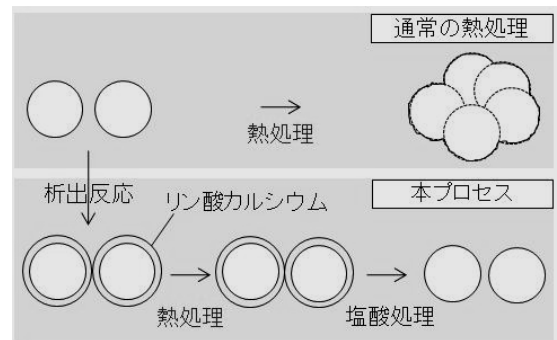 通常の熱処理
熱処理
析出反応
リン酸カルシウム
本プロセス
熱処理
塩酸処理